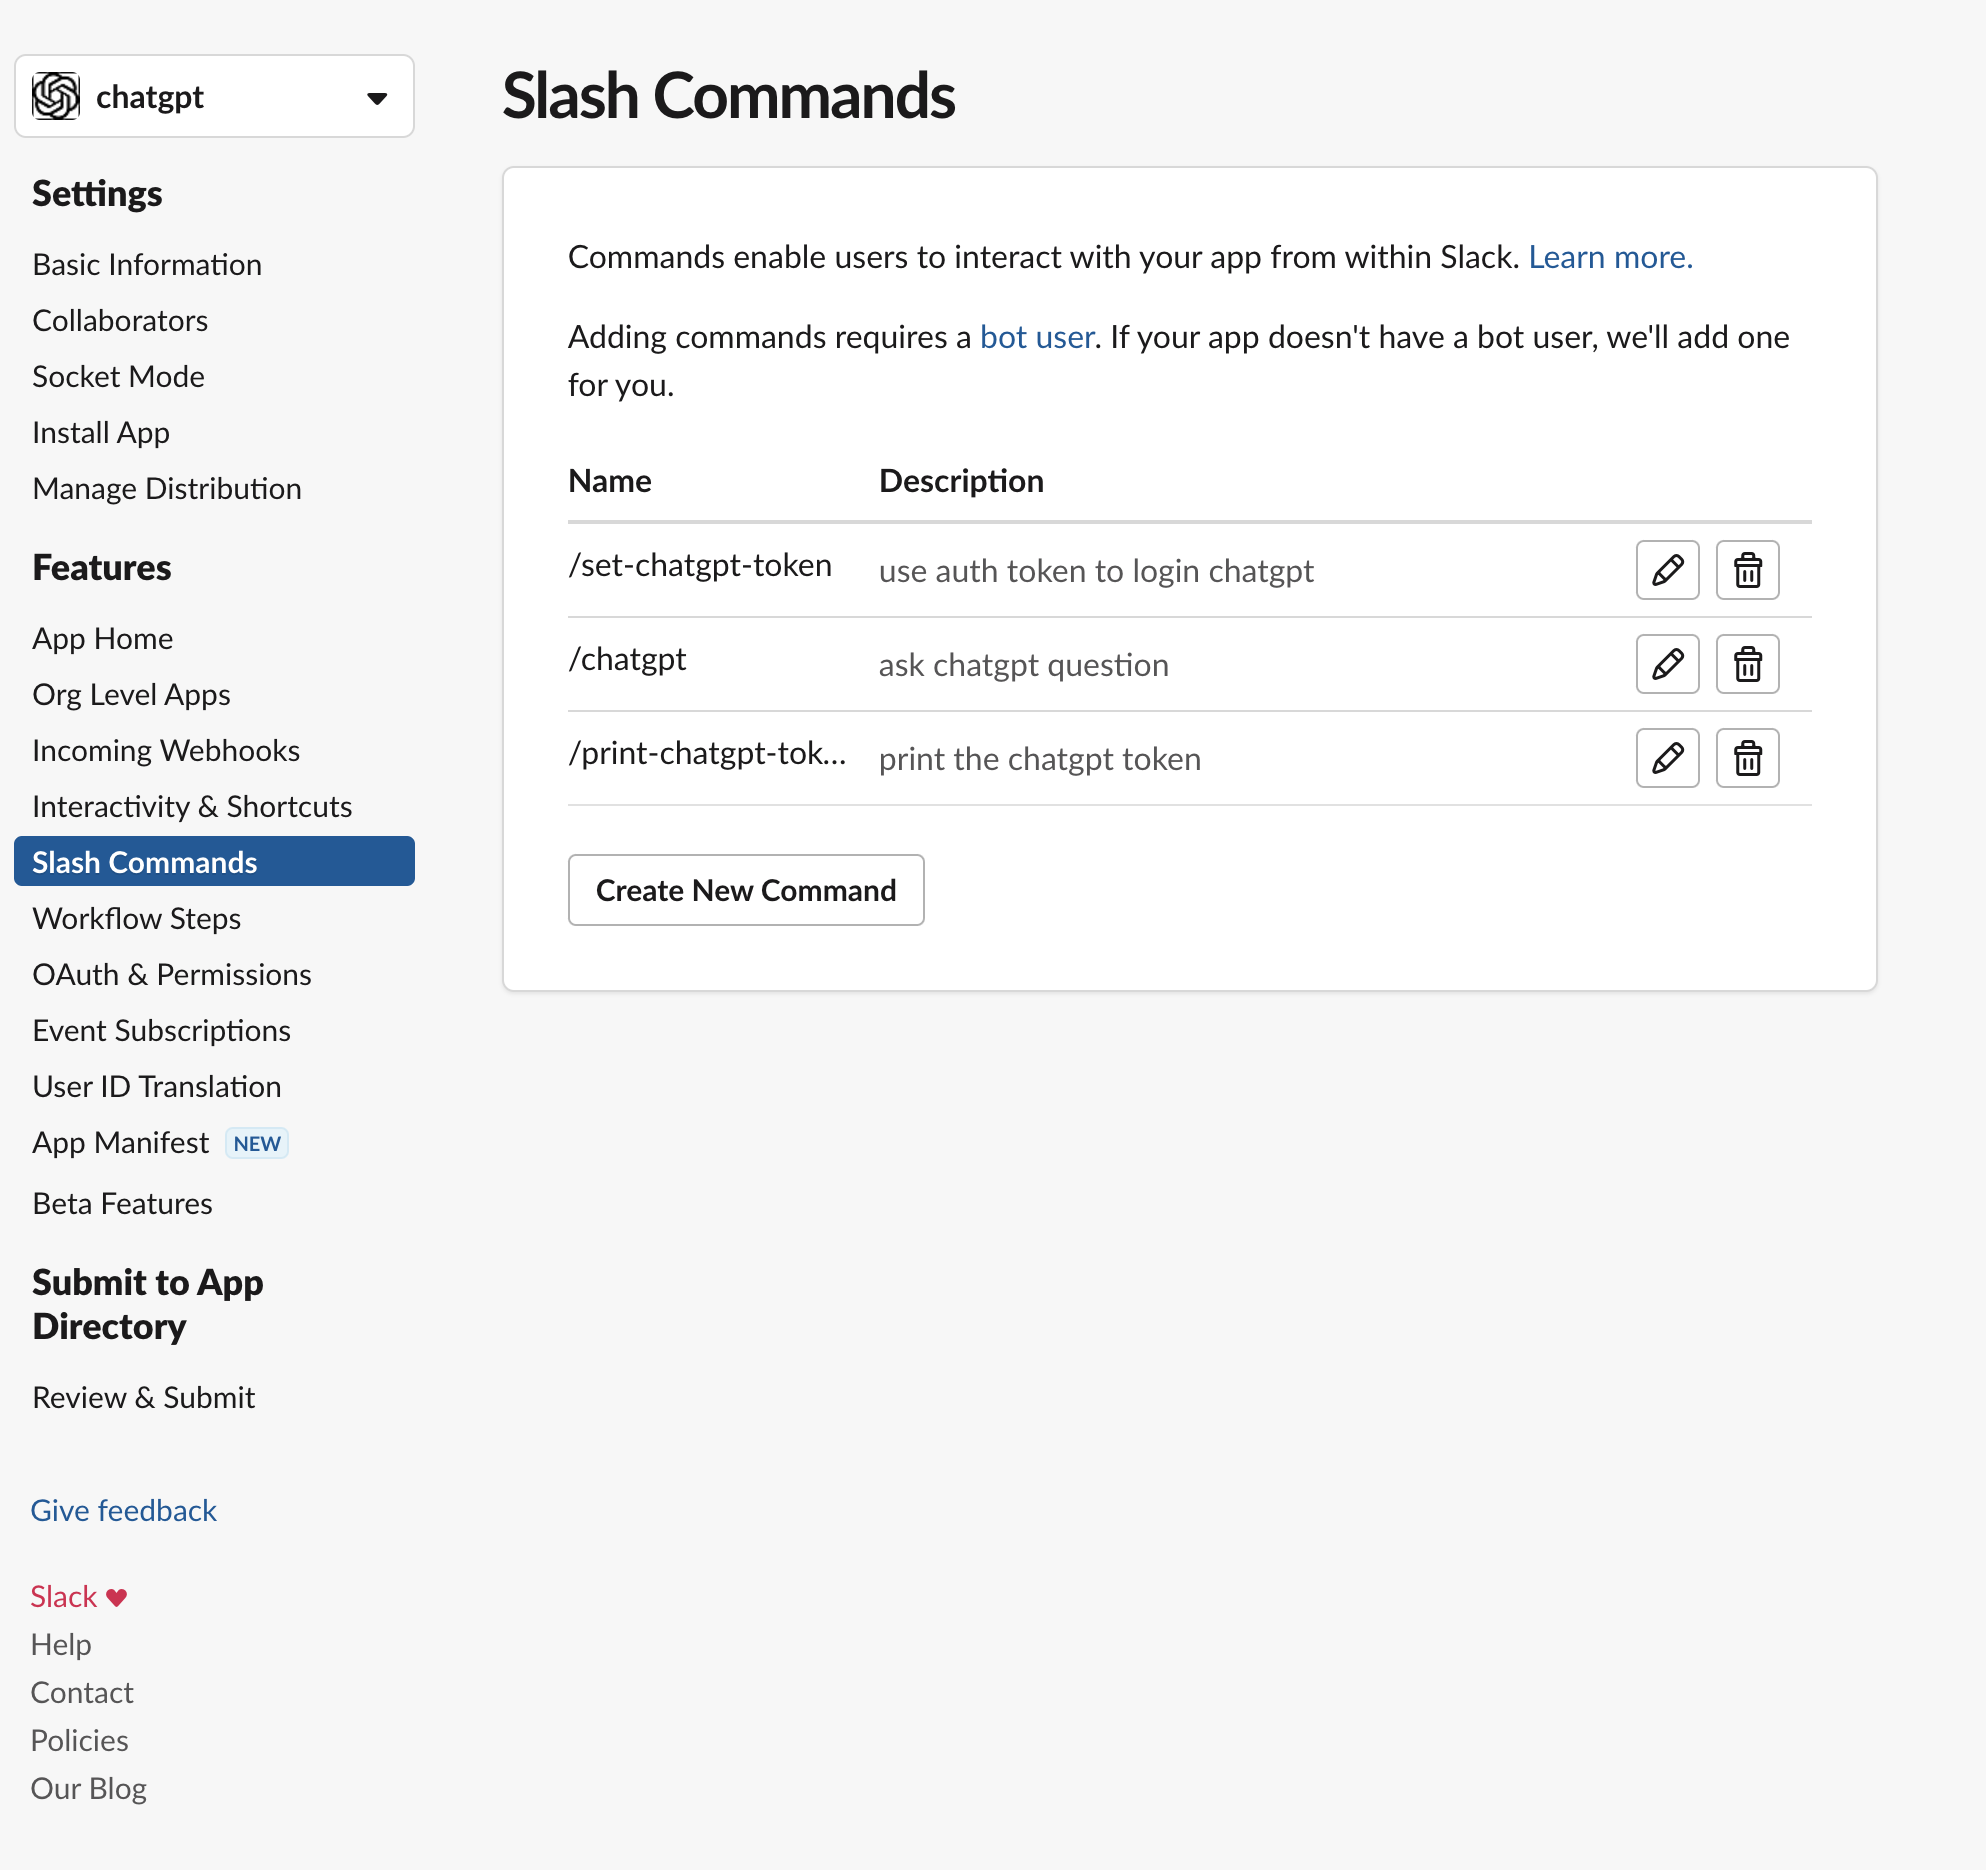 chatgpt
Settings
Basic Information
Collaborators
Socket Mode
Install App
Manage Distribution
Features
App Home
Org Level Apps
Incoming Webhooks
Interactivity & Shortcuts
Slash Commands
Workflow Steps
OAuth & Permissions
Event Subscriptions
User ID Translation
App Manifest NEW
Beta Features
Submit to App
Directory
Review & Submit
Give feedback
Slack ♥
Help
Contact
Policies
Our Blog
Slash Commands
Commands enable users to interact with your app from within Slack. Learn more.
Adding commands requires a bot user. If your app doesn't have a bot user, we'll add one
for you.
Name Description
/set-chatgpt-token use auth token to login chatgpt
/chatgpt ask chatgpt question
/print-chatgpt-tok... print the chatgpt token
Create New Command